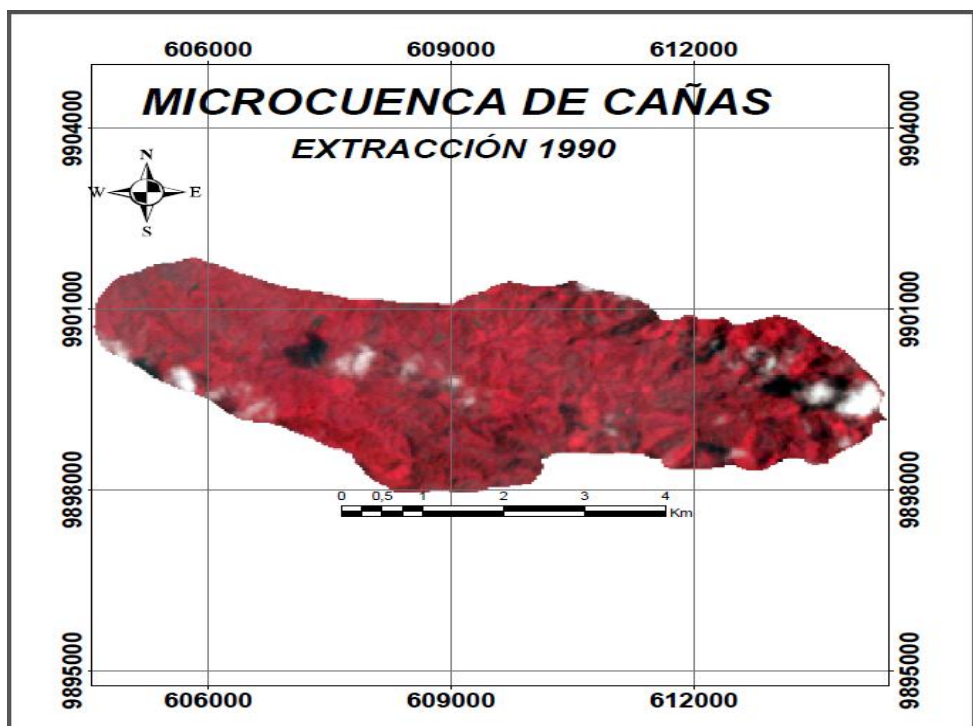 606000 609000 612000
MICROCUENCA DE CAÑAS
EXTRACCIÓN 1990
9904000 9904000
N
W E
S
9901000 9901000
9898000 9898000
0 0,5 1 2 3 4
Km
9895000 9895000
606000 609000 612000